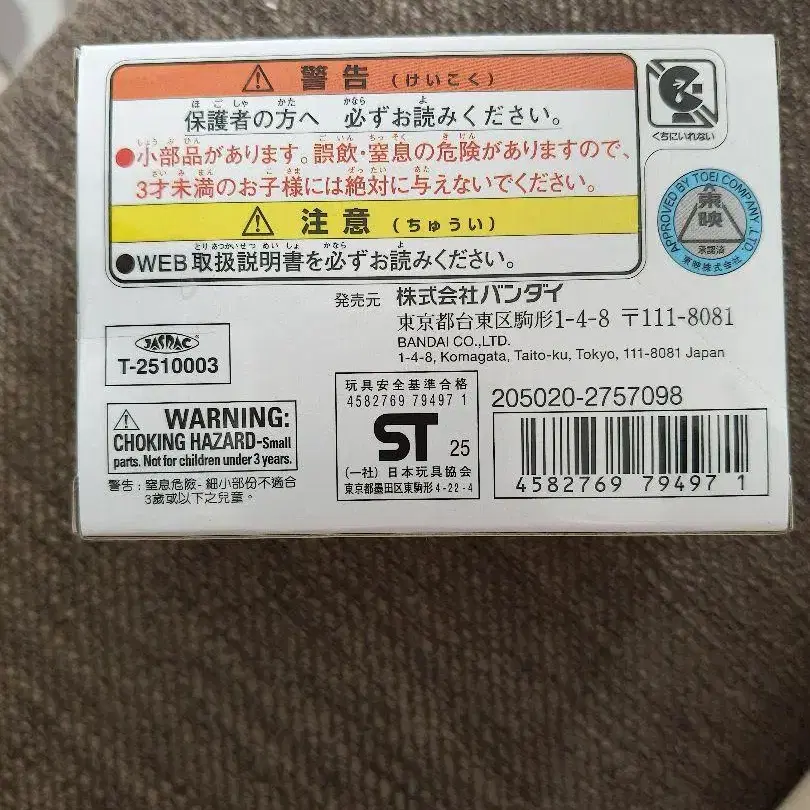 警告(けいこく)
保護者の方へ 必ずお読みください。
●小部品があります。誤飲・窒息の危険がありますので、
3才未満のお子様には絶対に与えないでください。
注意(ちゅうい)
●WEB取扱説明書を必ずお読みください。
くちにいれない
APPROVED BY TOEI COMPANY, LTD.
東映
承認済
東映株式会社
発売元 株式会社バンダイ
東京都台東区駒形1-4-8 〒111-8081
BANDAI CO.,LTD.
1-4-8, Komagata, Taito-ku, Tokyo, 111-8081 Japan
JASRAC
T-2510003
WARNING:
CHOKING HAZARD-Small
parts. Not for children under 3 years.
警告:窒息危險-細小部份不適合
3歲或以下之兒童。
玩具安全基準合格
4582769 79497 1
ST 25
(一社)日本玩具協会
東京都墨田区東駒形4-22-4
205020-2757098
4582769 794971